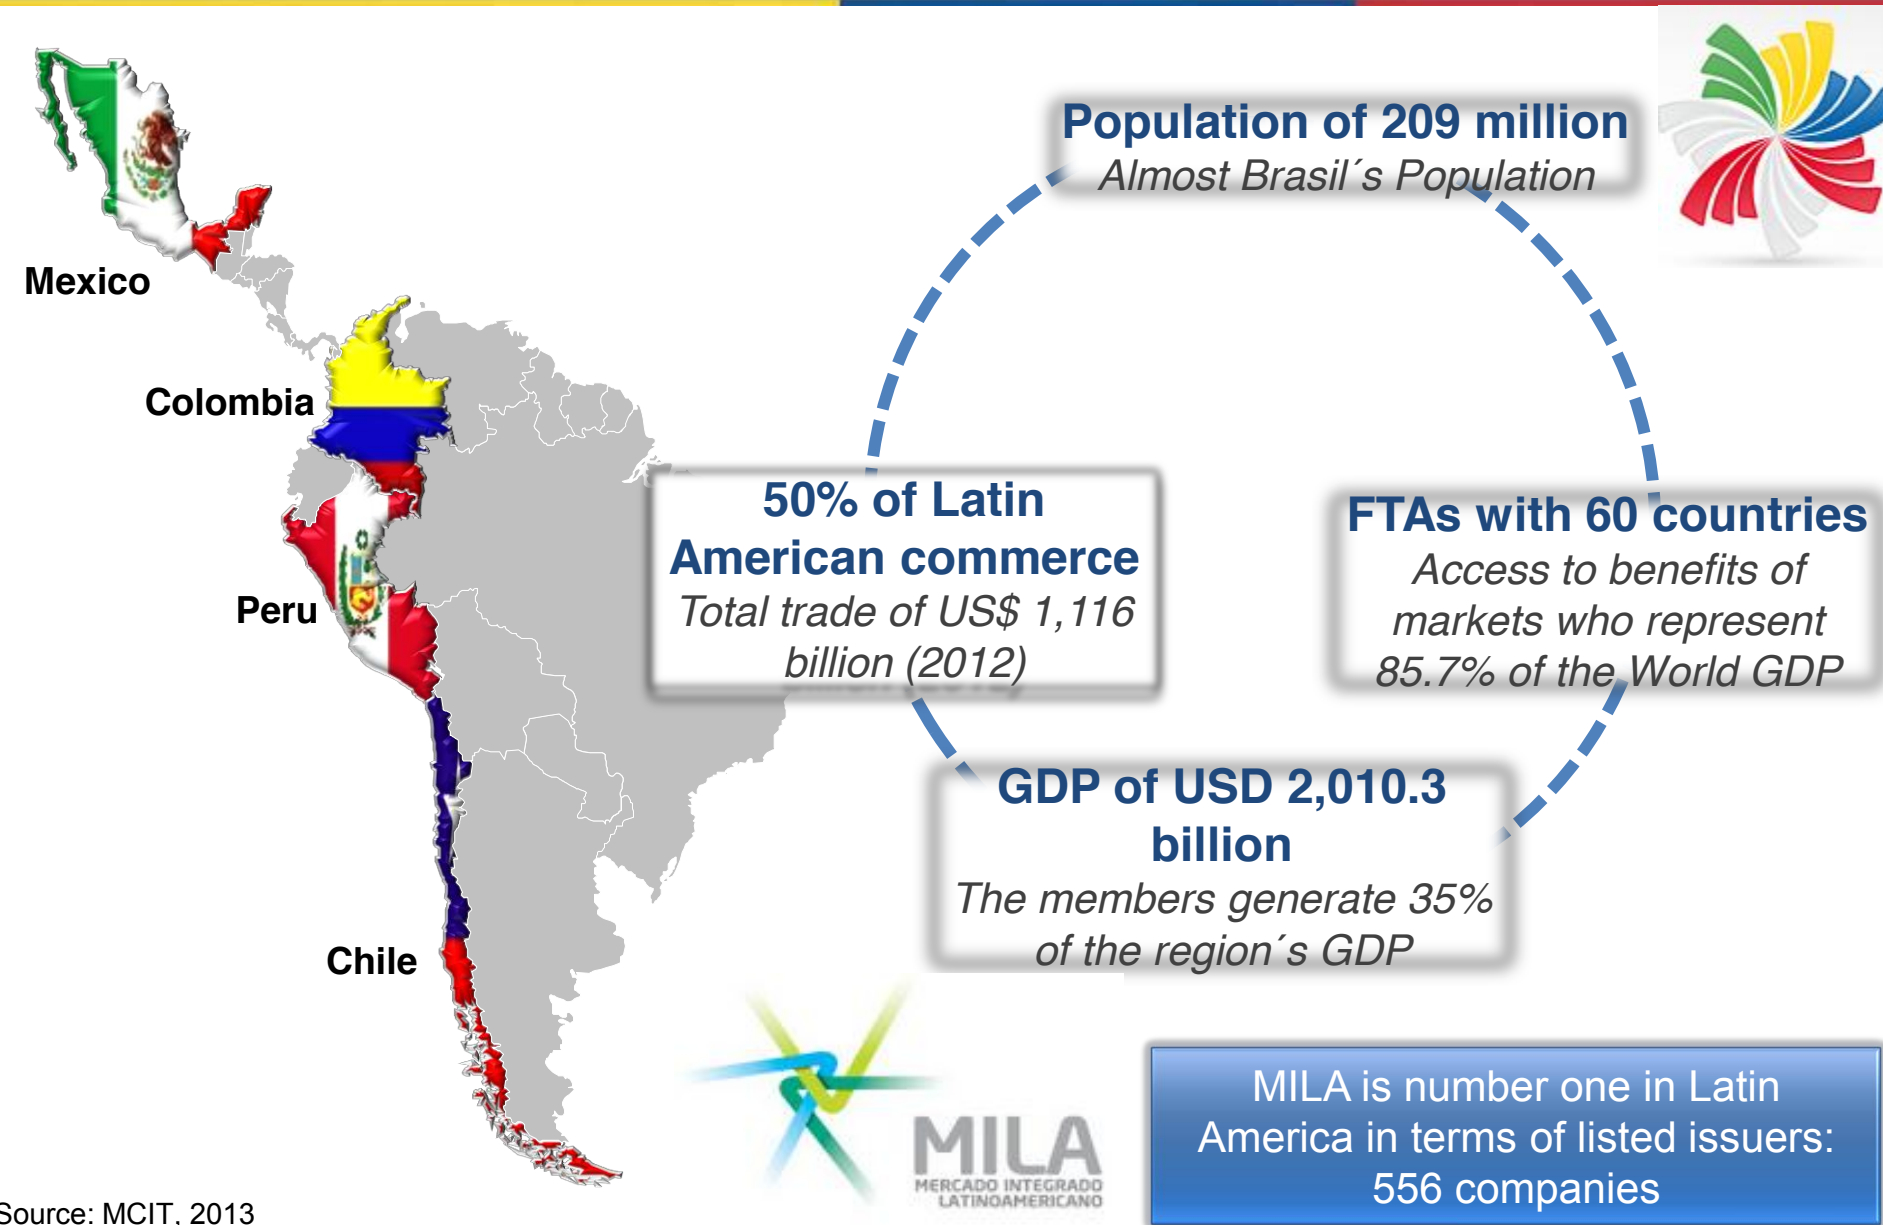 Population of 209 million
Almost Brasil´s Population
Mexico
Colombia
50% of Latin
American commerce
Total trade of US$ 1,116
billion (2012)
FTAs with 60 countries
Access to benefits of
markets who represent
85.7% of the World GDP
Peru
GDP of USD 2,010.3
billion
The members generate 35%
of the region´s GDP
Chile
MILA
MERCADO INTEGRADO
LATINOAMERICANO
MILA is number one in Latin
America in terms of listed issuers:
556 companies
Source: MCIT, 2013